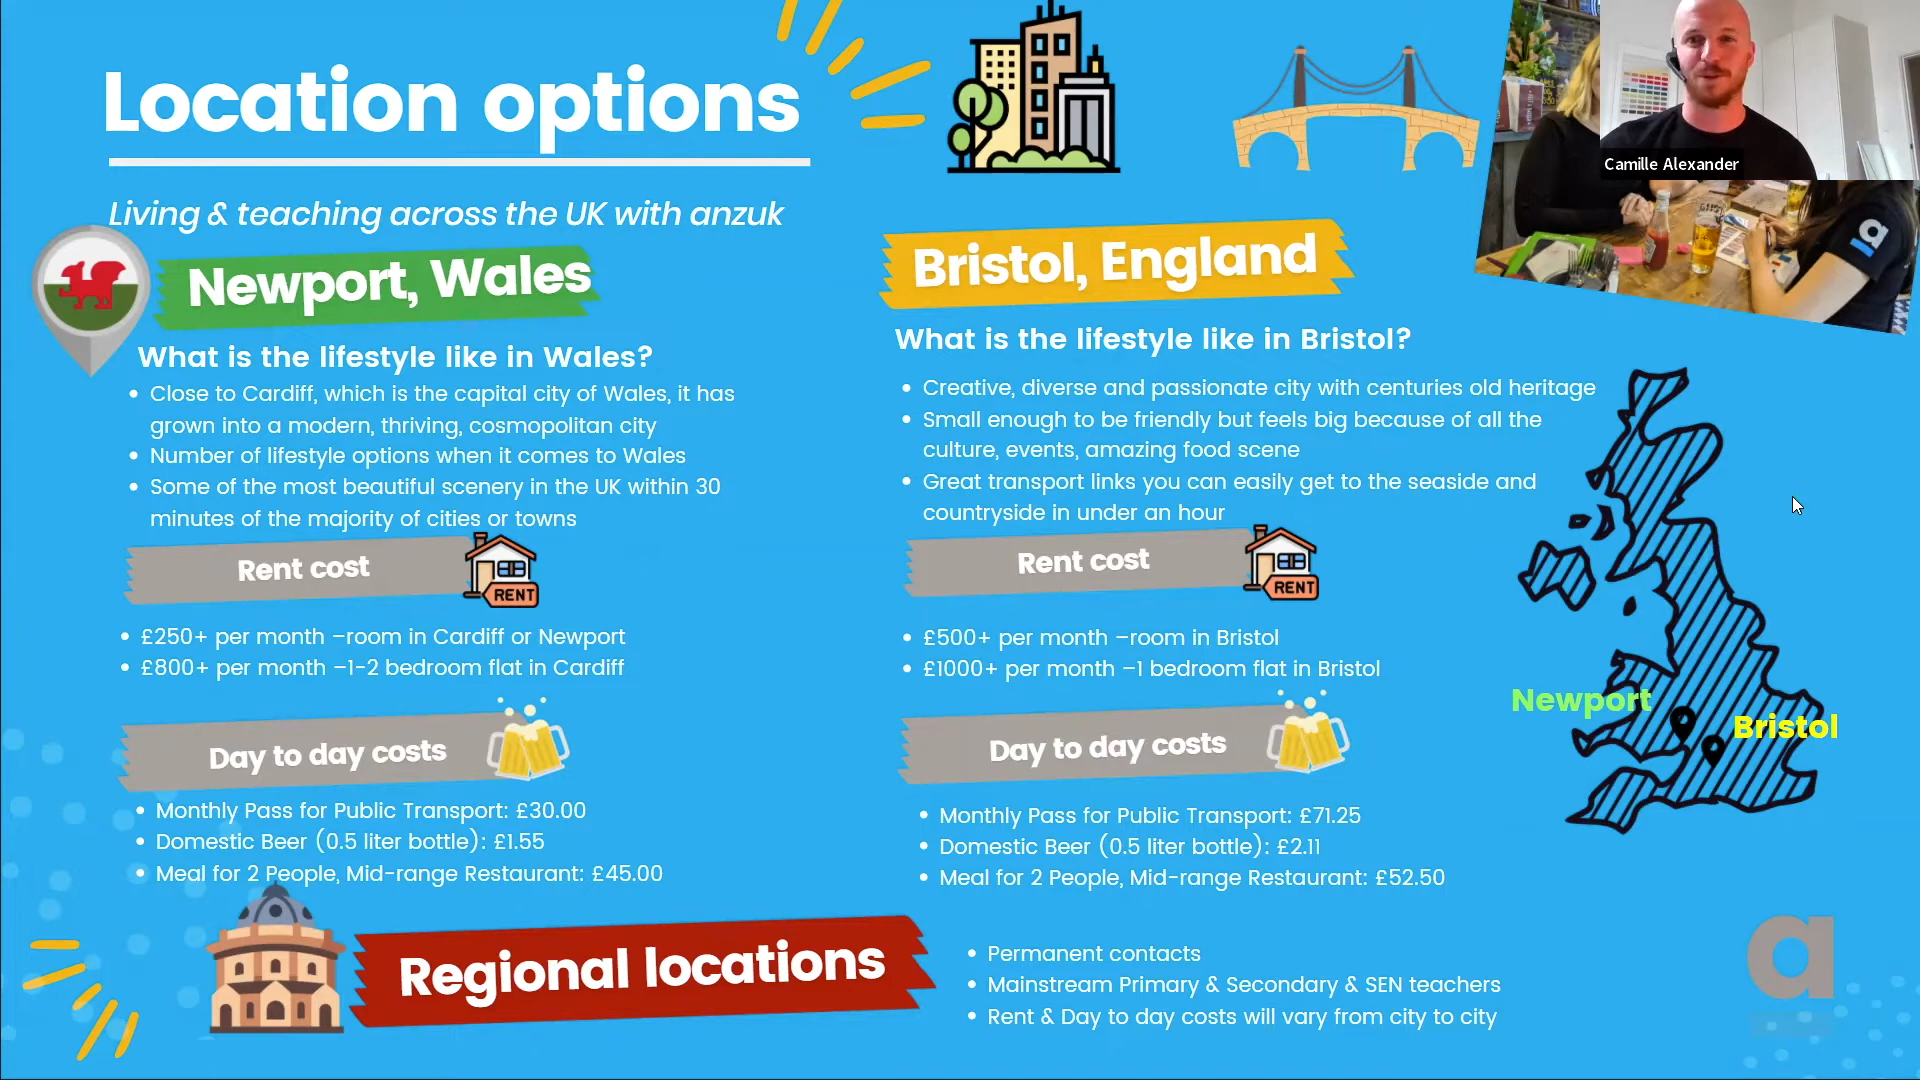 Location options
Living & teaching across the UK with anzuk
Camille Alexander
Newport, Wales
What is the lifestyle like in Wales?
Close to Cardiff, which is the capital city of Wales, it has
grown into a modern, thriving, cosmopolitan city
Number of lifestyle options when it comes to Wales
Some of the most beautiful scenery in the UK within 30
minutes of the majority of cities or towns
Rent cost
RENT
£250+ per month –room in Cardiff or Newport
£800+ per month –1-2 bedroom flat in Cardiff
Day to day costs
Monthly Pass for Public Transport: £30.00
Domestic Beer (0.5 liter bottle): £1.55
Meal for 2 People, Mid-range Restaurant: £45.00
Bristol, England
What is the lifestyle like in Bristol?
Creative, diverse and passionate city with centuries old heritage
Small enough to be friendly but feels big because of all the
culture, events, amazing food scene
Great transport links you can easily get to the seaside and
countryside in under an hour
Rent cost
RENT
£500+ per month –room in Bristol
£1000+ per month –1 bedroom flat in Bristol
Day to day costs
Monthly Pass for Public Transport: £71.25
Domestic Beer (0.5 liter bottle): £2.11
Meal for 2 People, Mid-range Restaurant: £52.50
Newport
Bristol
Regional locations
Permanent contacts
Mainstream Primary & Secondary & SEN teachers
Rent & Day to day costs will vary from city to city
a